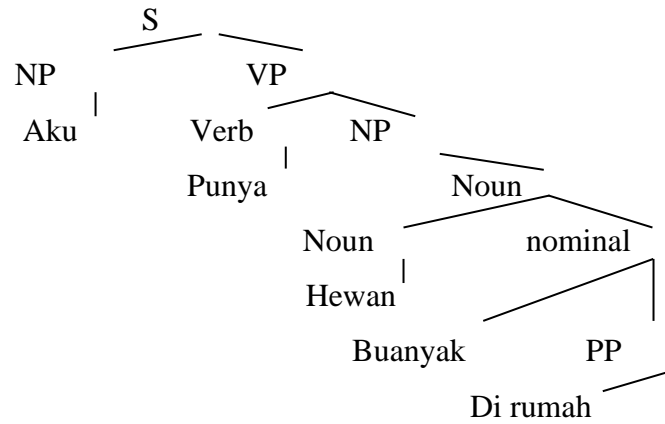 S
NP VP
Aku Verb NP
Punya Noun
Noun nominal
Hewan
Buanyak PP
Di rumah